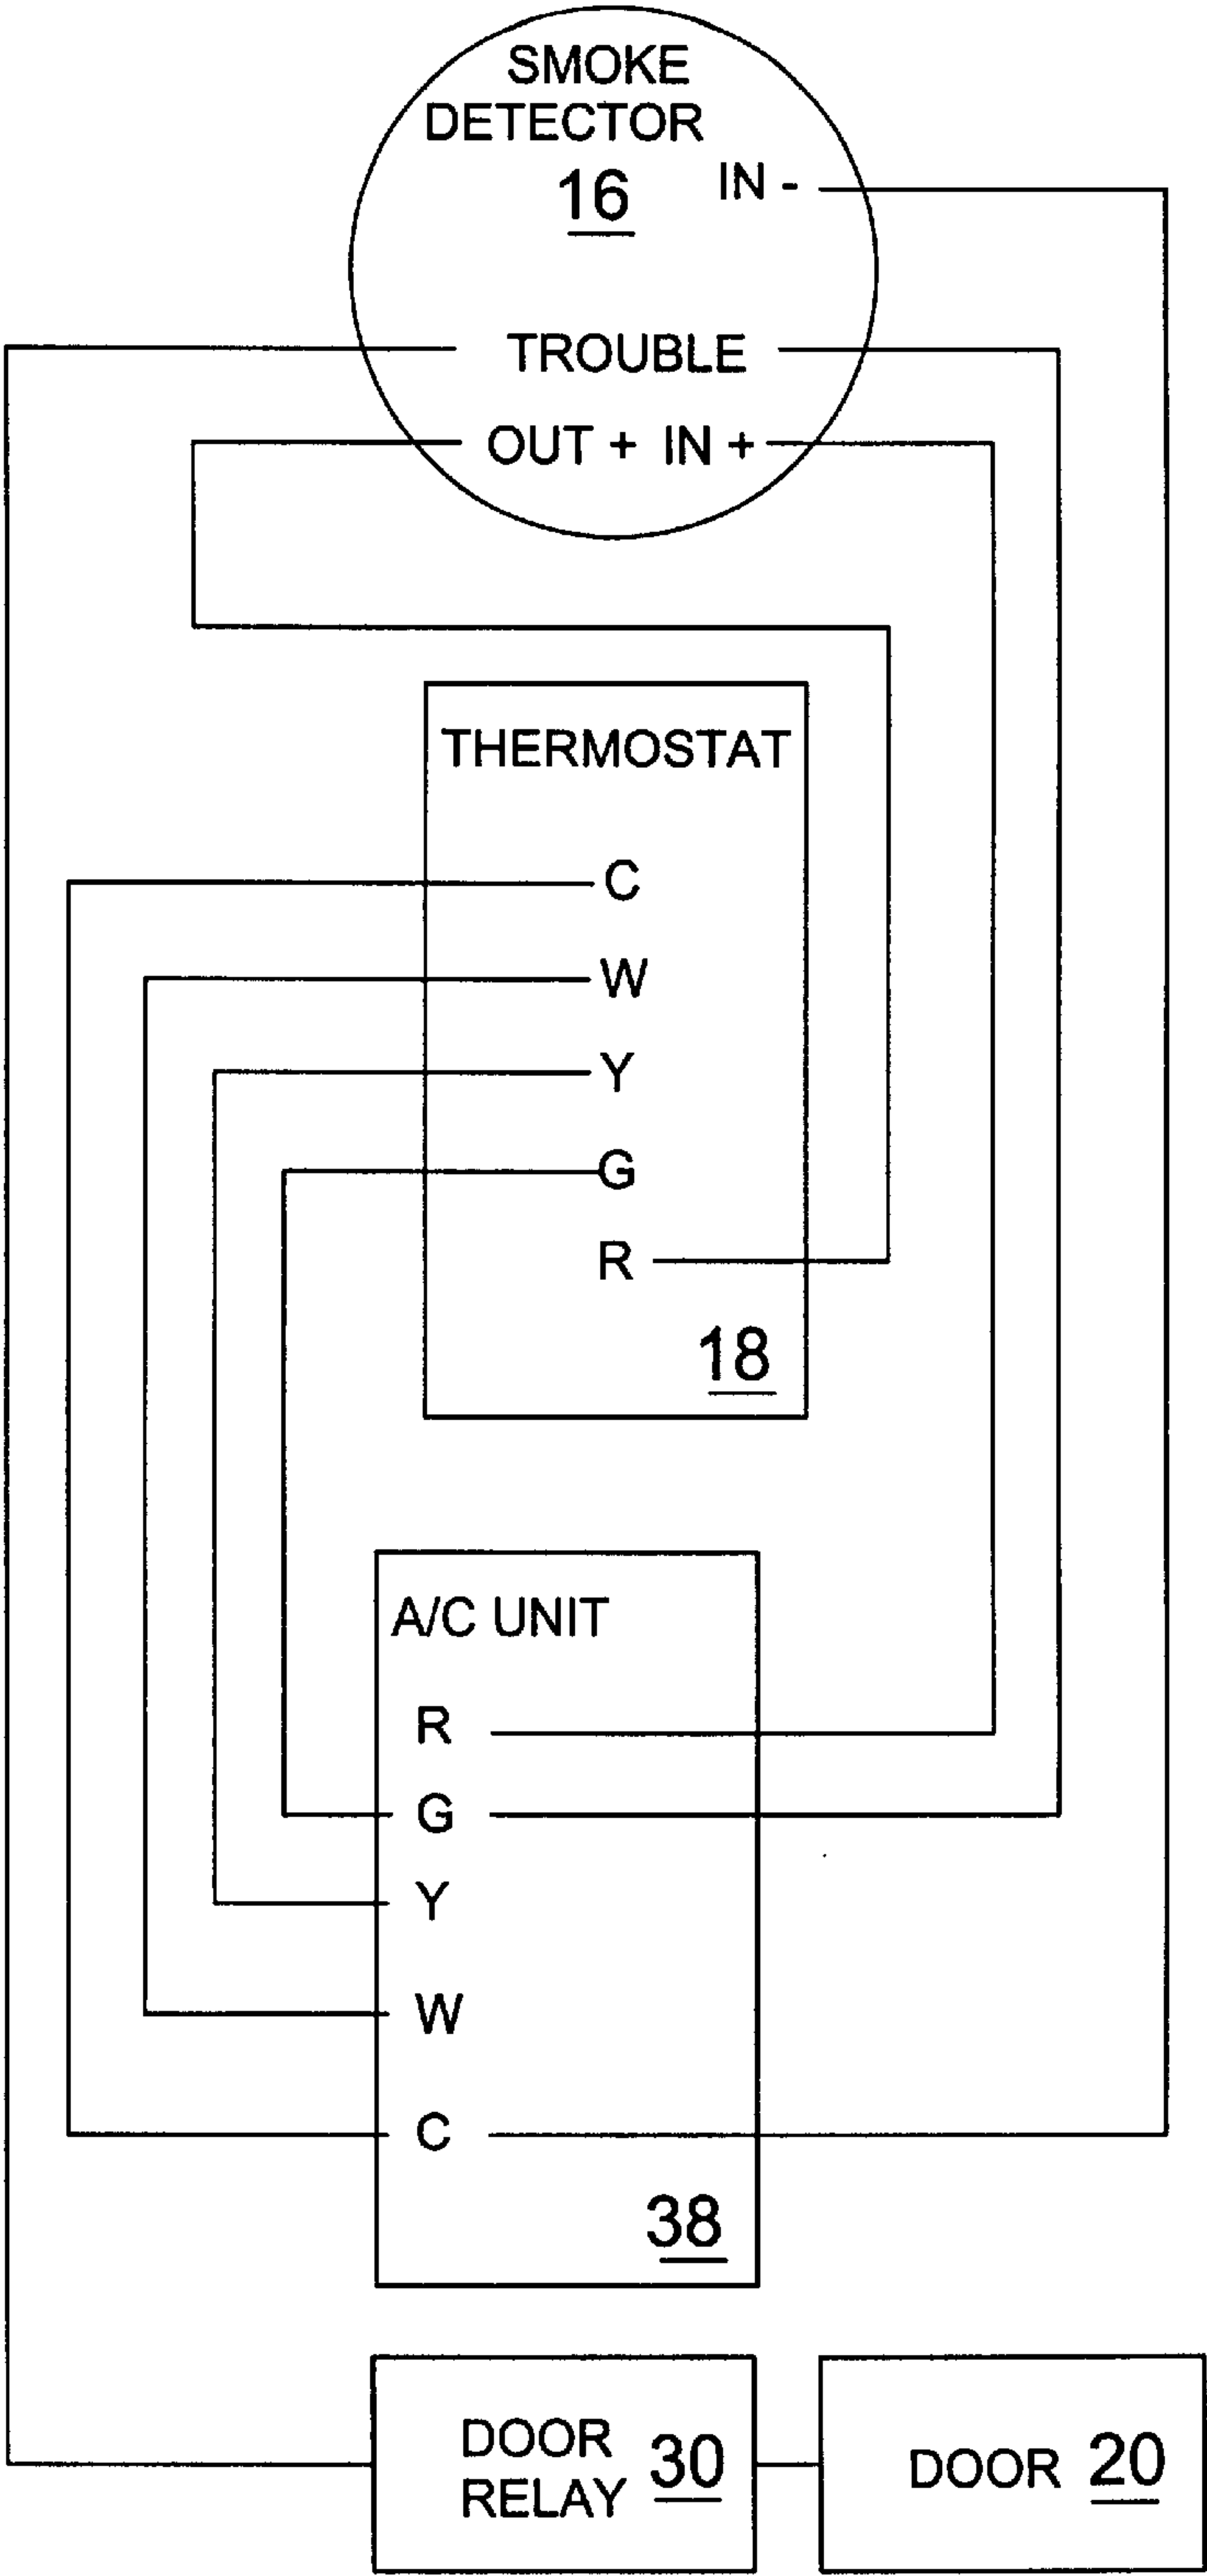 SMOKE
DETECTOR
16
IN -
TROUBLE
OUT + IN +
THERMOSTAT
C
W
Y
G
R
18
A/C UNIT
R
G
Y
W
C
38
DOOR
RELAY 30
DOOR 20